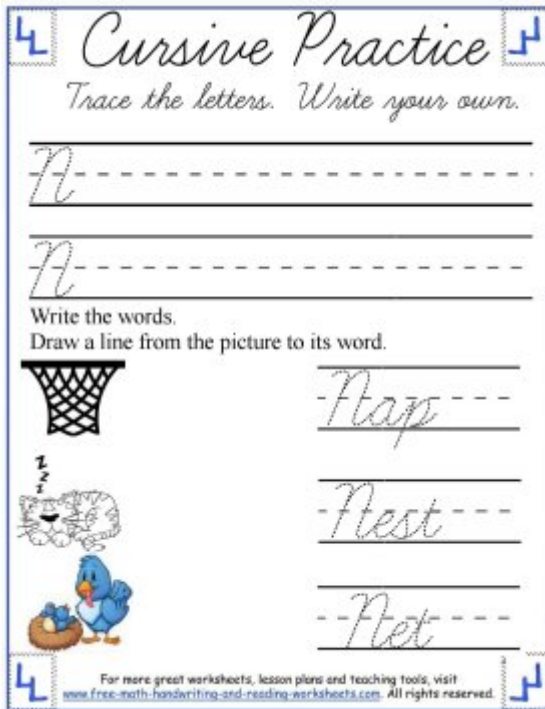 Cursive Practice
Trace the letters. Write your own.
N
N
Write the words.
Draw a line from the picture to its word.
Nap
z
z
z
Nest
Net
For more great worksheets, lesson plans and teaching tools, visit
www.free-math-handwriting-and-reading-worksheets.com. All rights reserved.